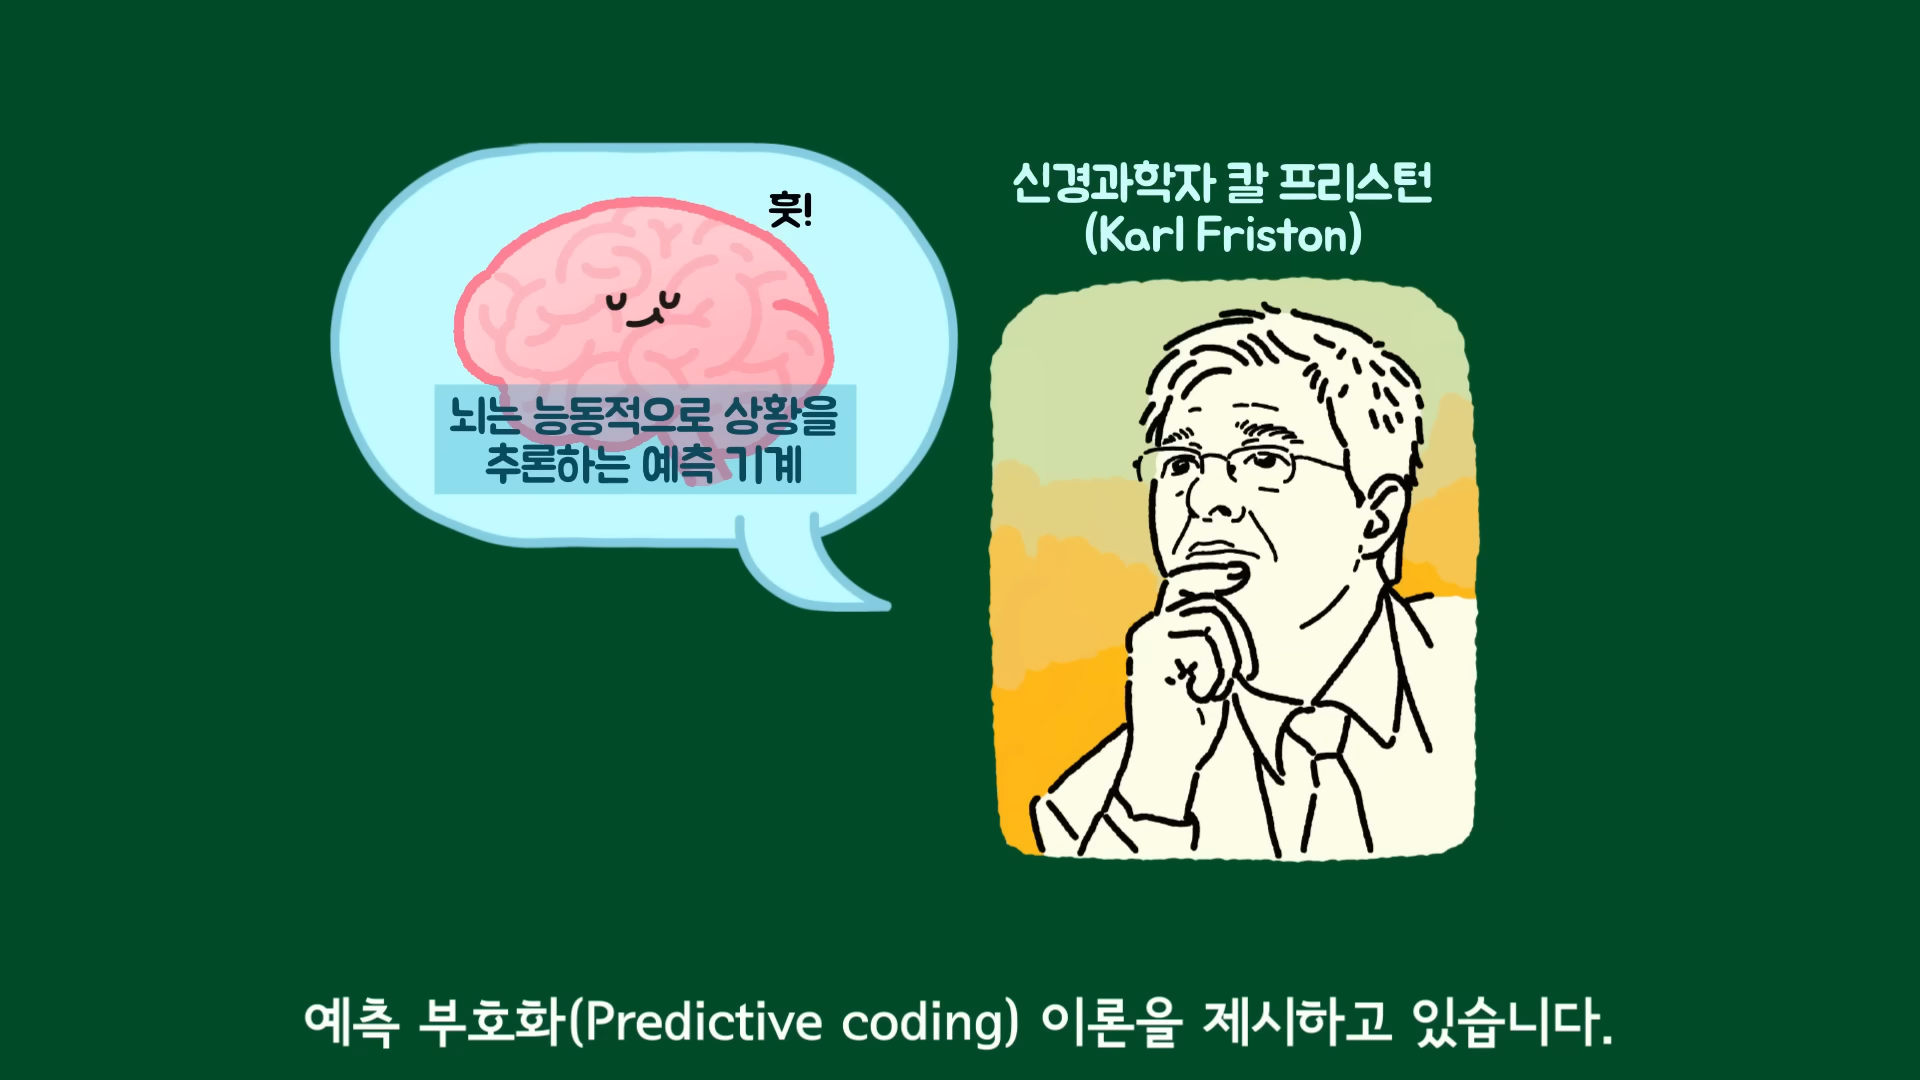 훗!
뇌는 능동적으로 상황을
추론하는 예측 기계
신경과학자 칼 프리스턴
(Karl Friston)
예측 부호화(Predictive coding) 이론을 제시하고 있습니다.